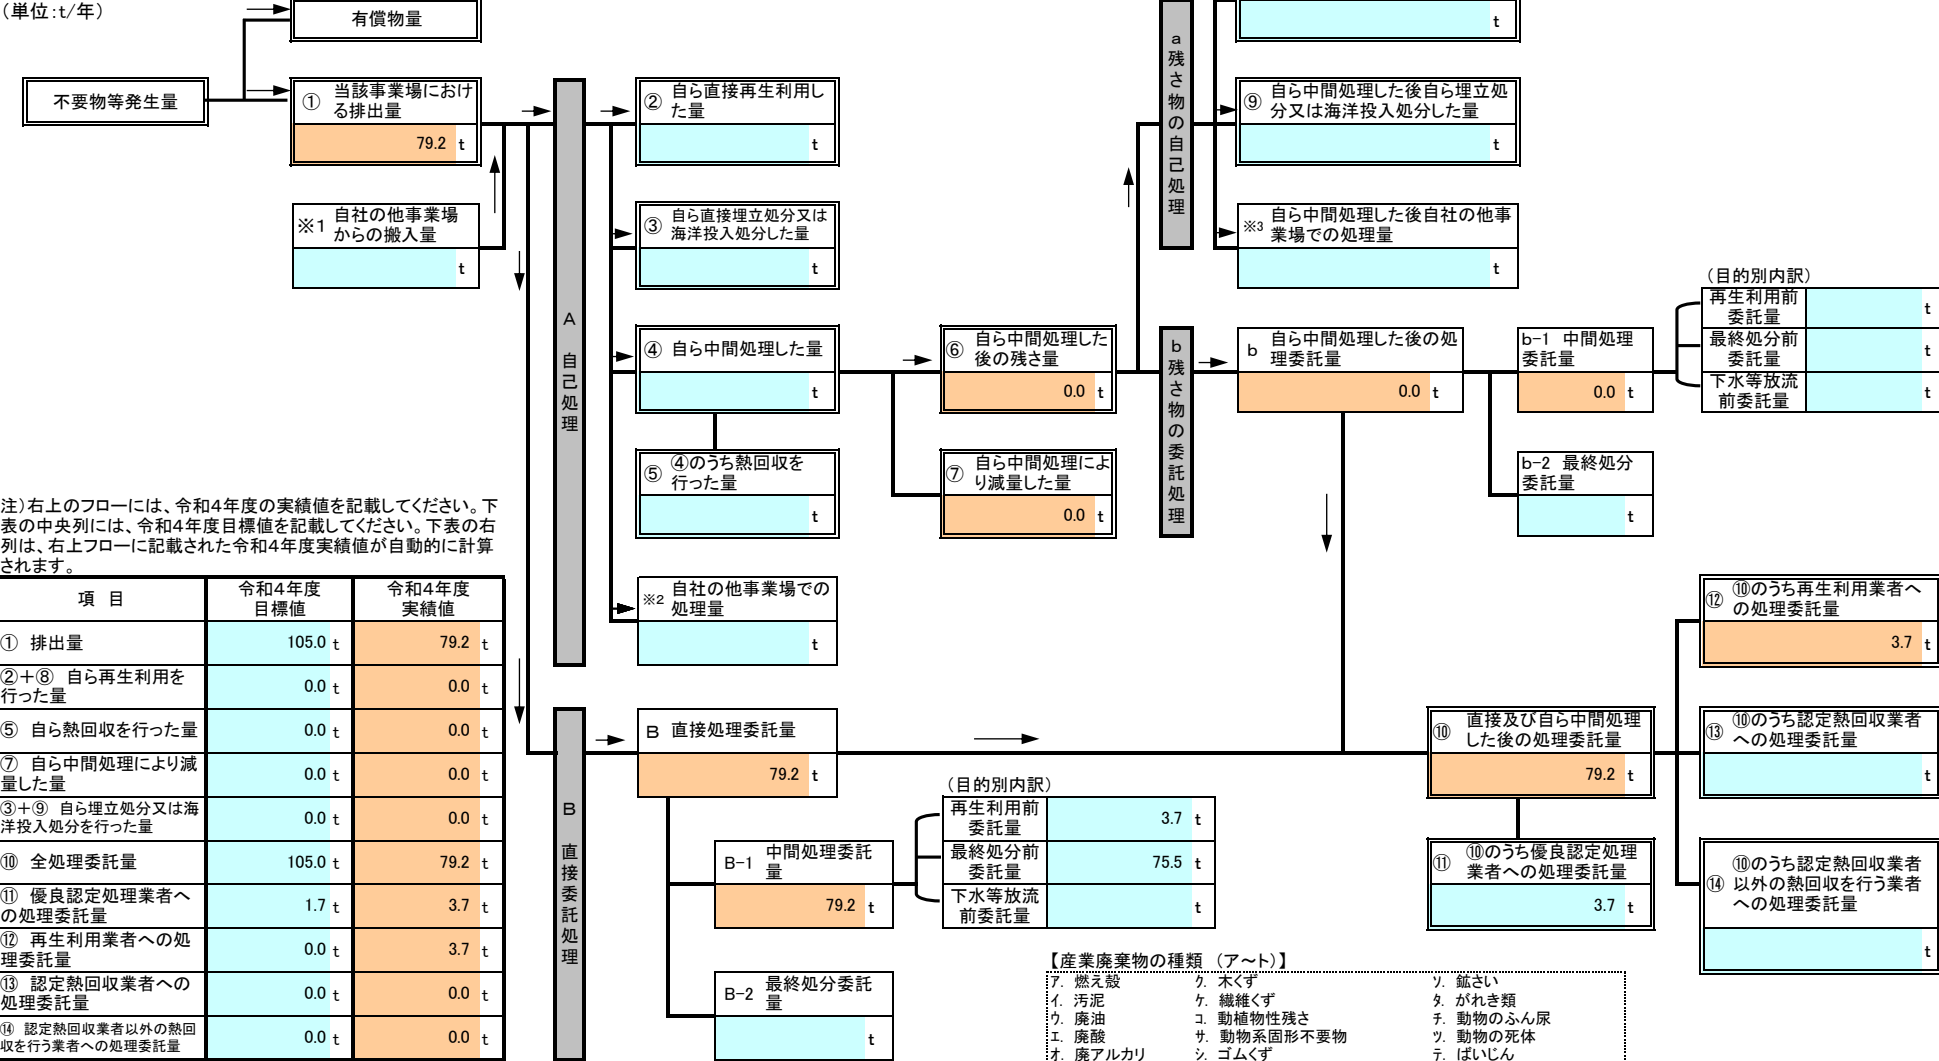 （単位：t/年）
有償物量
不要物等発生量
① 当該事業場におけ
る排出量
79.2 t
※1 自社の他事業場
からの搬入量
t
A 自己処理
② 自ら直接再生利用し
た量
t
③ 自ら直接埋立処分又は
海洋投入処分した量
t
④ 自ら中間処理した量
t
⑤ ④のうち熱回収を
行った量
t
※2 自社の他事業場での
処理量
t
⑥ 自ら中間処理した
後の残さ量
0.0 t
⑦ 自ら中間処理によ
り減量した量
0.0 t
a 残さ物の自己処理
t
⑨ 自ら中間処理した後自ら埋立処
分又は海洋投入処分した量
t
※3 自ら中間処理した後自社の他事
業場での処理量
t
b 残さ物の委託処理
b 自ら中間処理した後の処
理委託量
0.0 t
b-1 中間処理
委託量
0.0 t
（目的別内訳）
再生利用前
委託量
t
最終処分前
委託量
t
下水等放流
前委託量
t
b-2 最終処分
委託量
t
注）右上のフローには、令和4年度の実績値を記載してください。下
表の中央列には、令和4年度目標値を記載してください。下表の右
列は、右上フローに記載された令和4年度実績値が自動的に計算
されます。
項 目 令和4年度
目標値 令和4年度
実績値
① 排出量 105.0 t 79.2 t
②＋⑧ 自ら再生利用を
行った量 0.0 t 0.0 t
⑤ 自ら熱回収を行った量 0.0 t 0.0 t
⑦ 自ら中間処理により減
量した量 0.0 t 0.0 t
③＋⑨ 自ら埋立処分又は海
洋投入処分を行った量 0.0 t 0.0 t
⑩ 全処理委託量 105.0 t 79.2 t
⑪ 優良認定処理業者へ
の処理委託量 1.7 t 3.7 t
⑫ 再生利用業者への処
理委託量 0.0 t 3.7 t
⑬ 認定熱回収業者への
処理委託量 0.0 t 0.0 t
⑭ 認定熱回収業者以外の熱回
収を行う業者への処理委託量 0.0 t 0.0 t
B 直接委託処理
B 直接処理委託量
79.2 t
B-1 中間処理委託
量
79.2 t
（目的別内訳）
再生利用前
委託量
3.7 t
最終処分前
委託量
75.5 t
下水等放流
前委託量
t
B-2 最終処分委託
量
t
⑩ 直接及び自ら中間処理
した後の処理委託量
79.2 t
⑪ ⑩のうち優良認定処理
業者への処理委託量
3.7 t
⑫ ⑩のうち再生利用業者へ
の処理委託量
3.7 t
⑬ ⑩のうち認定熱回収業者
への処理委託量
t
⑭ ⑩のうち認定熱回収業者
以外の熱回収を行う業者
への処理委託量
t
【産業廃棄物の種類 （ア～ト）】
ア. 燃え殻 ク. 木くず ソ. 鉱さい
イ. 汚泥 ケ. 繊維くず タ. がれき類
ウ. 廃油 コ. 動植物性残さ チ. 動物のふん尿
エ. 廃酸 サ. 動物系固形不要物 ツ. 動物の死体
オ. 廃アルカリ シ. ゴムくず テ. ばいじん